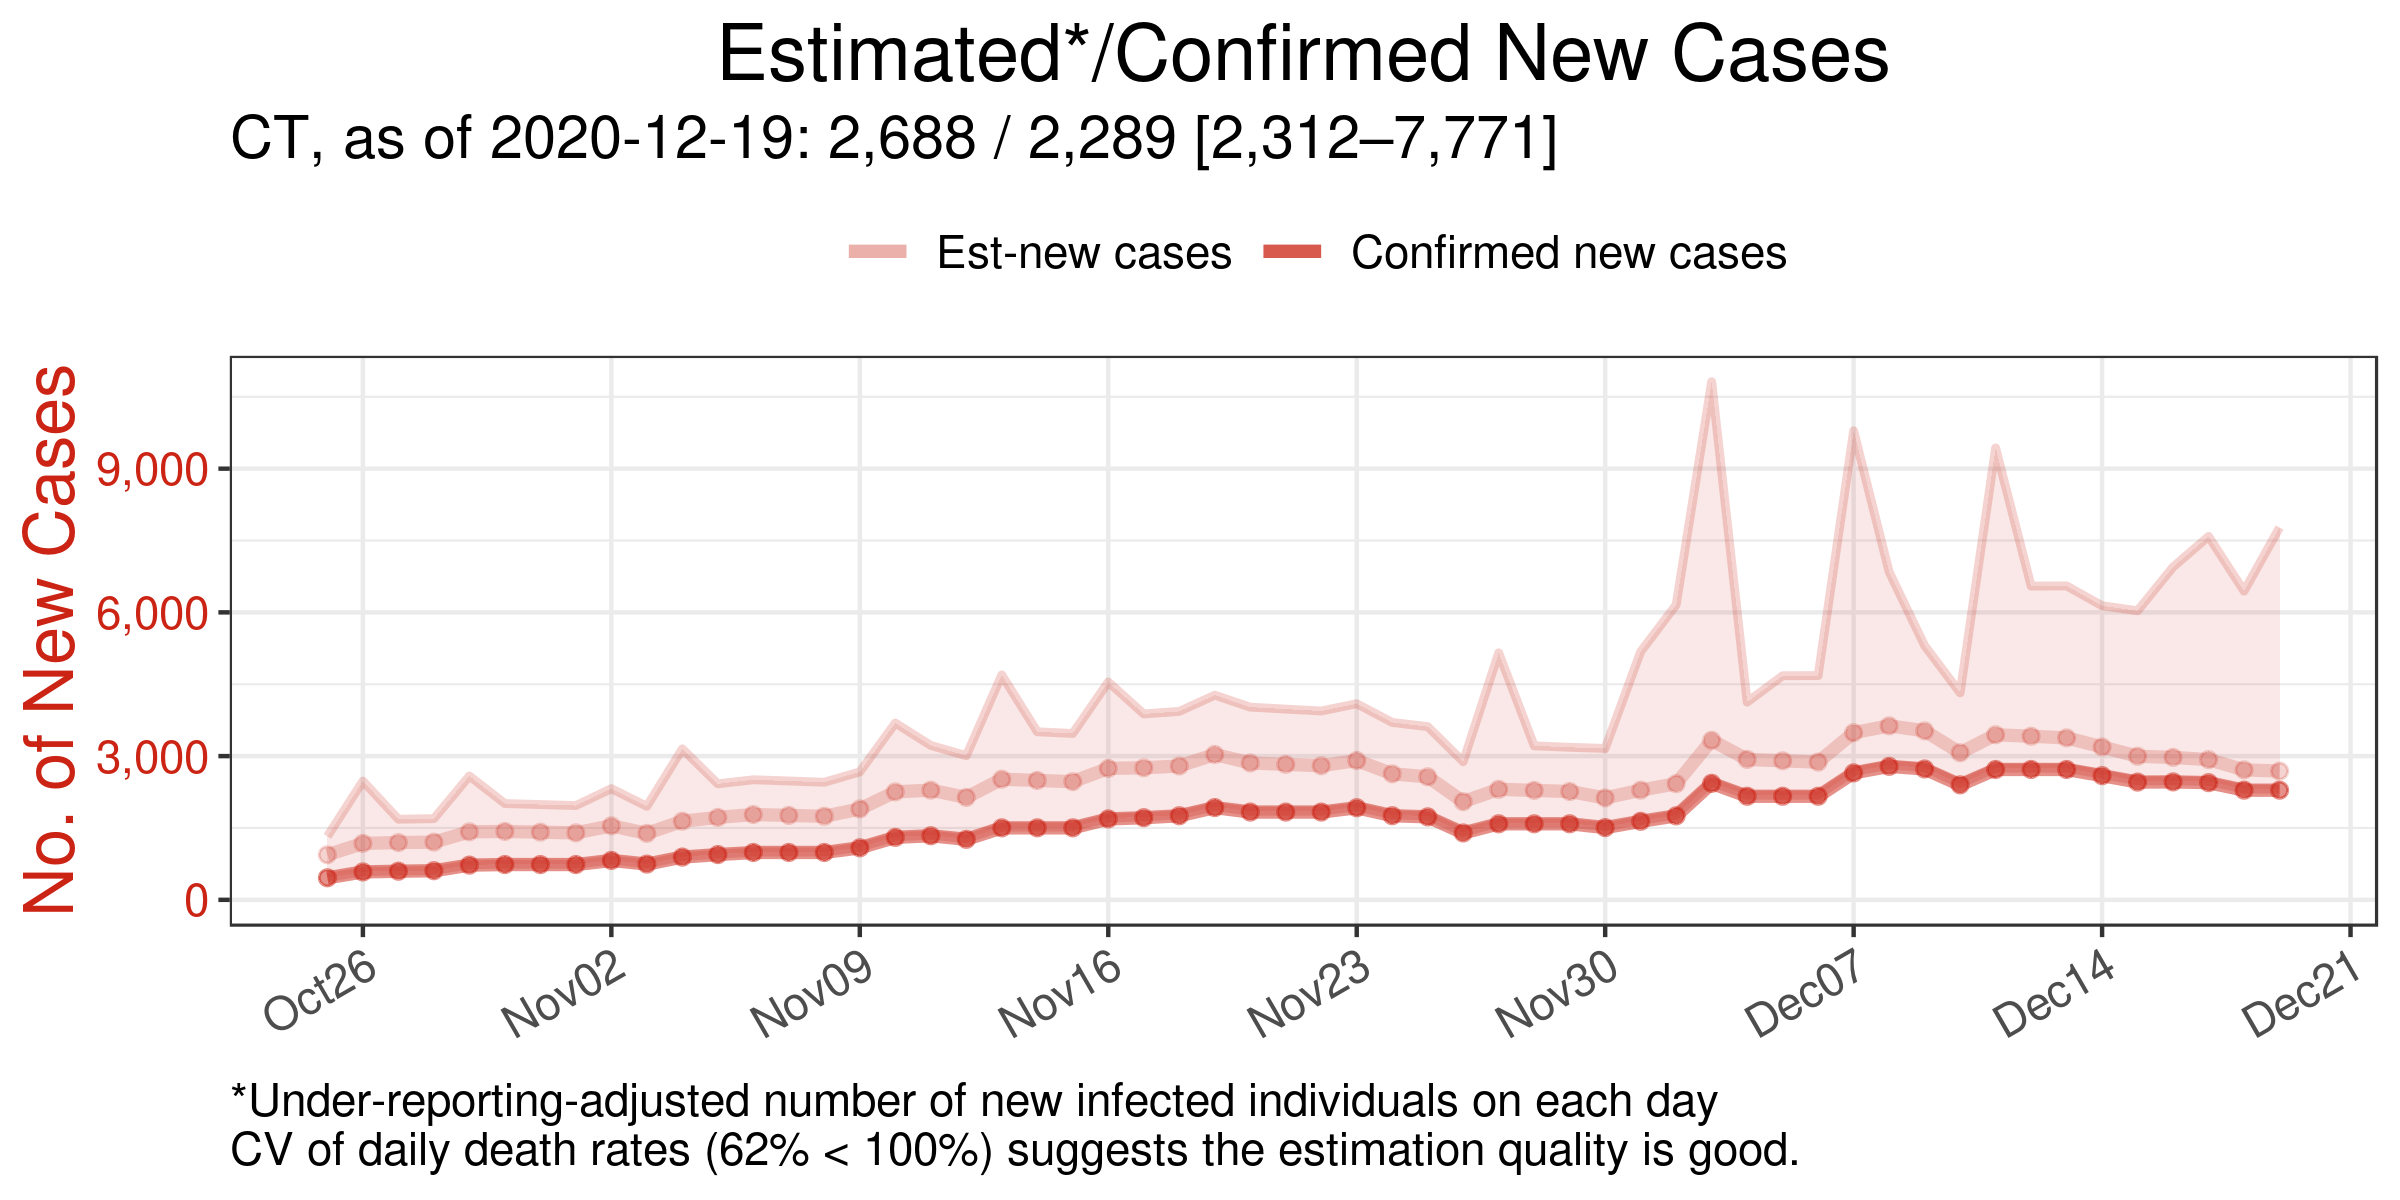 Estimated*/Confirmed New Cases
CT, as of 2020-12-19: 2,688 / 2,289 [2,312–7,771]
Est-new cases Confirmed new cases
No. of New Cases
9,000
6,000
3,000
0
Oct26 Nov02 Nov09 Nov16 Nov23 Nov30 Dec07 Dec14 Dec21
*Under-reporting-adjusted number of new infected individuals on each day
CV of daily death rates (62% < 100%) suggests the estimation quality is good.